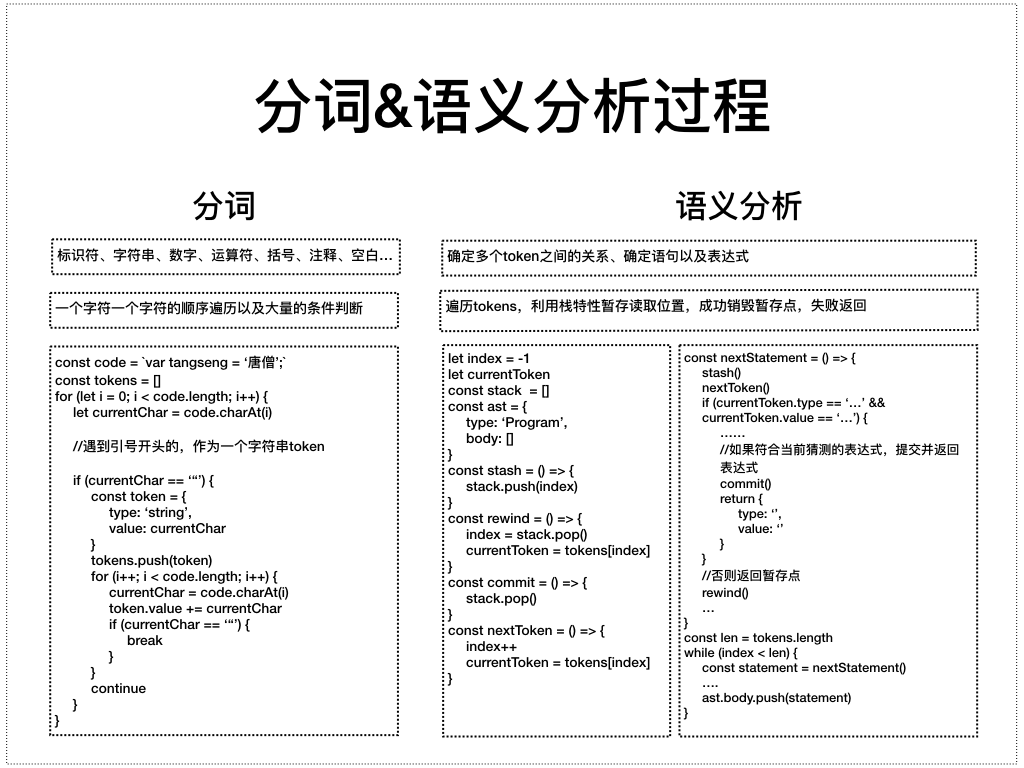 分词&语义分析过程
分词
标识符、字符串、数字、运算符、括号、注释、空白…
一个字符一个字符的顺序遍历以及大量的条件判断
const code = `var tangseng = ‘唐僧’;`
const tokens = []
for (let i = 0; i < code.length; i++) {
let currentChar = code.charAt(i)
//遇到引号开头的，作为一个字符串token
if (currentChar == ‘“’) {
const token = {
type: ‘string’,
value: currentChar
}
tokens.push(token)
for (i++; i < code.length; i++) {
currentChar = code.charAt(i)
token.value += currentChar
if (currentChar == ‘“’) {
break
}
}
continue
}
}
语义分析
确定多个token之间的关系、确定语句以及表达式
遍历tokens，利用栈特性暂存读取位置，成功销毁暂存点，失败返回
let index = -1
let currentToken
const stack  = []
const ast = {
type: ‘Program’,
body: []
}
const stash = () => {
stack.push(index)
}
const rewind = () => {
index = stack.pop()
currentToken = tokens[index]
}
const commit = () => {
stack.pop()
}
const nextToken = () => {
index++
currentToken = tokens[index]
}
const nextStatement = () => {
stash()
nextToken()
if (currentToken.type == ‘…’ &&
currentToken.value == ‘…’) {
……
//如果符合当前猜测的表达式，提交并返回
表达式
commit()
return {
type: ‘’,
value: ‘’
}
}
//否则返回暂存点
rewind()
…
}
const len = tokens.length
while (index < len) {
const statement = nextStatement()
….
ast.body.push(statement)
}